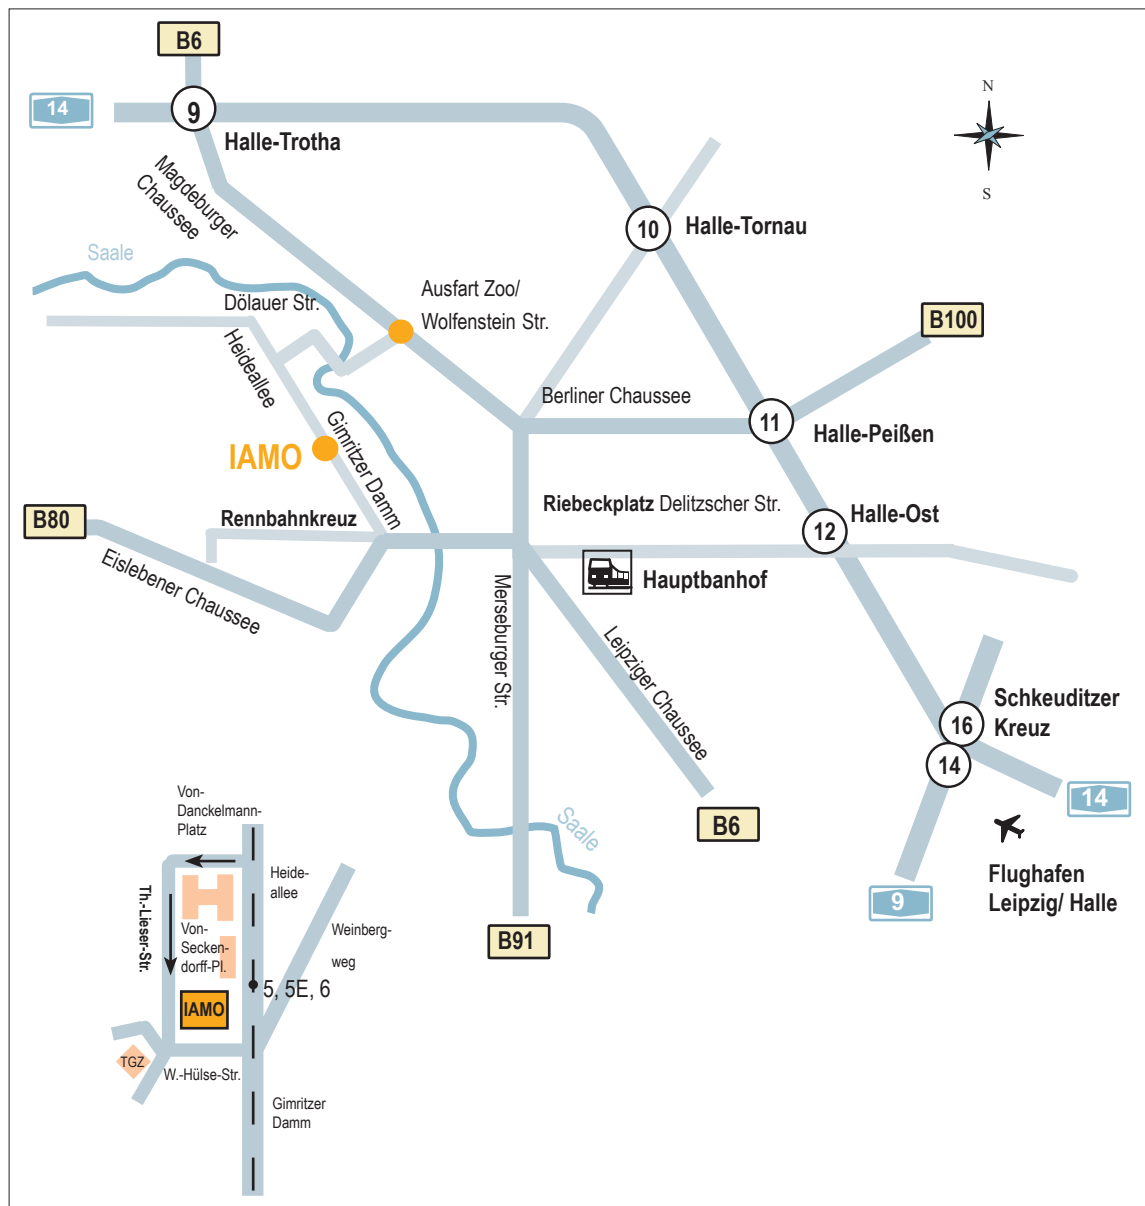 B6
14
9
N
Halle-Trotha
S
Magdeburger
Chaussee
10
Halle-Tornau
Saale
Ausfart Zoo/
Wolfenstein Str.
Dölauer Str.
B100
Heideallee
Berliner Chaussee
11
Halle-Peißen
Gimritzer Damm
IAMO
Riebeckplatz Delitzscher Str.
Halle-Ost
12
B80
Rennbahnkreuz
Eislebener Chaussee
Hauptbanhof
Merseburger Str.
Leipziger Chaussee
Schkeuditzer
Kreuz
16
14
14
B6
Saale
Flughafen
Leipzig/ Halle
9
B91
Von-
Danckelmann-
Platz
Heide-
allee
Th.-Lieser-Str.
Von-
Secken-
dorff-Pl.
Weinberg-
weg
5, 5E, 6
IAMO
TGZ
W.-Hülse-Str.
Gimritzer
Damm